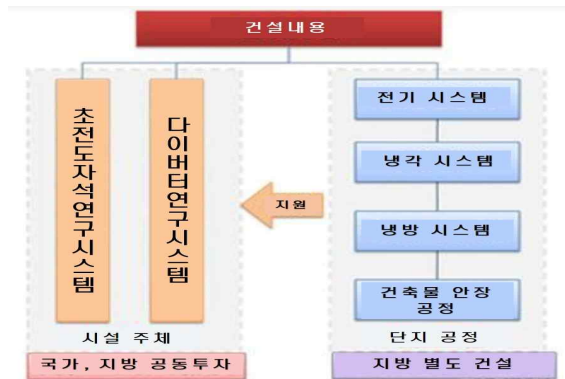 건설내용
초전도자석연구시스템
다이버터연구시스템
지원
전기 시스템
냉각 시스템
냉방 시스템
건축물 안장
공정
시설 주체
단지 공정
국가, 지방 공동투자
지방 별도 건설